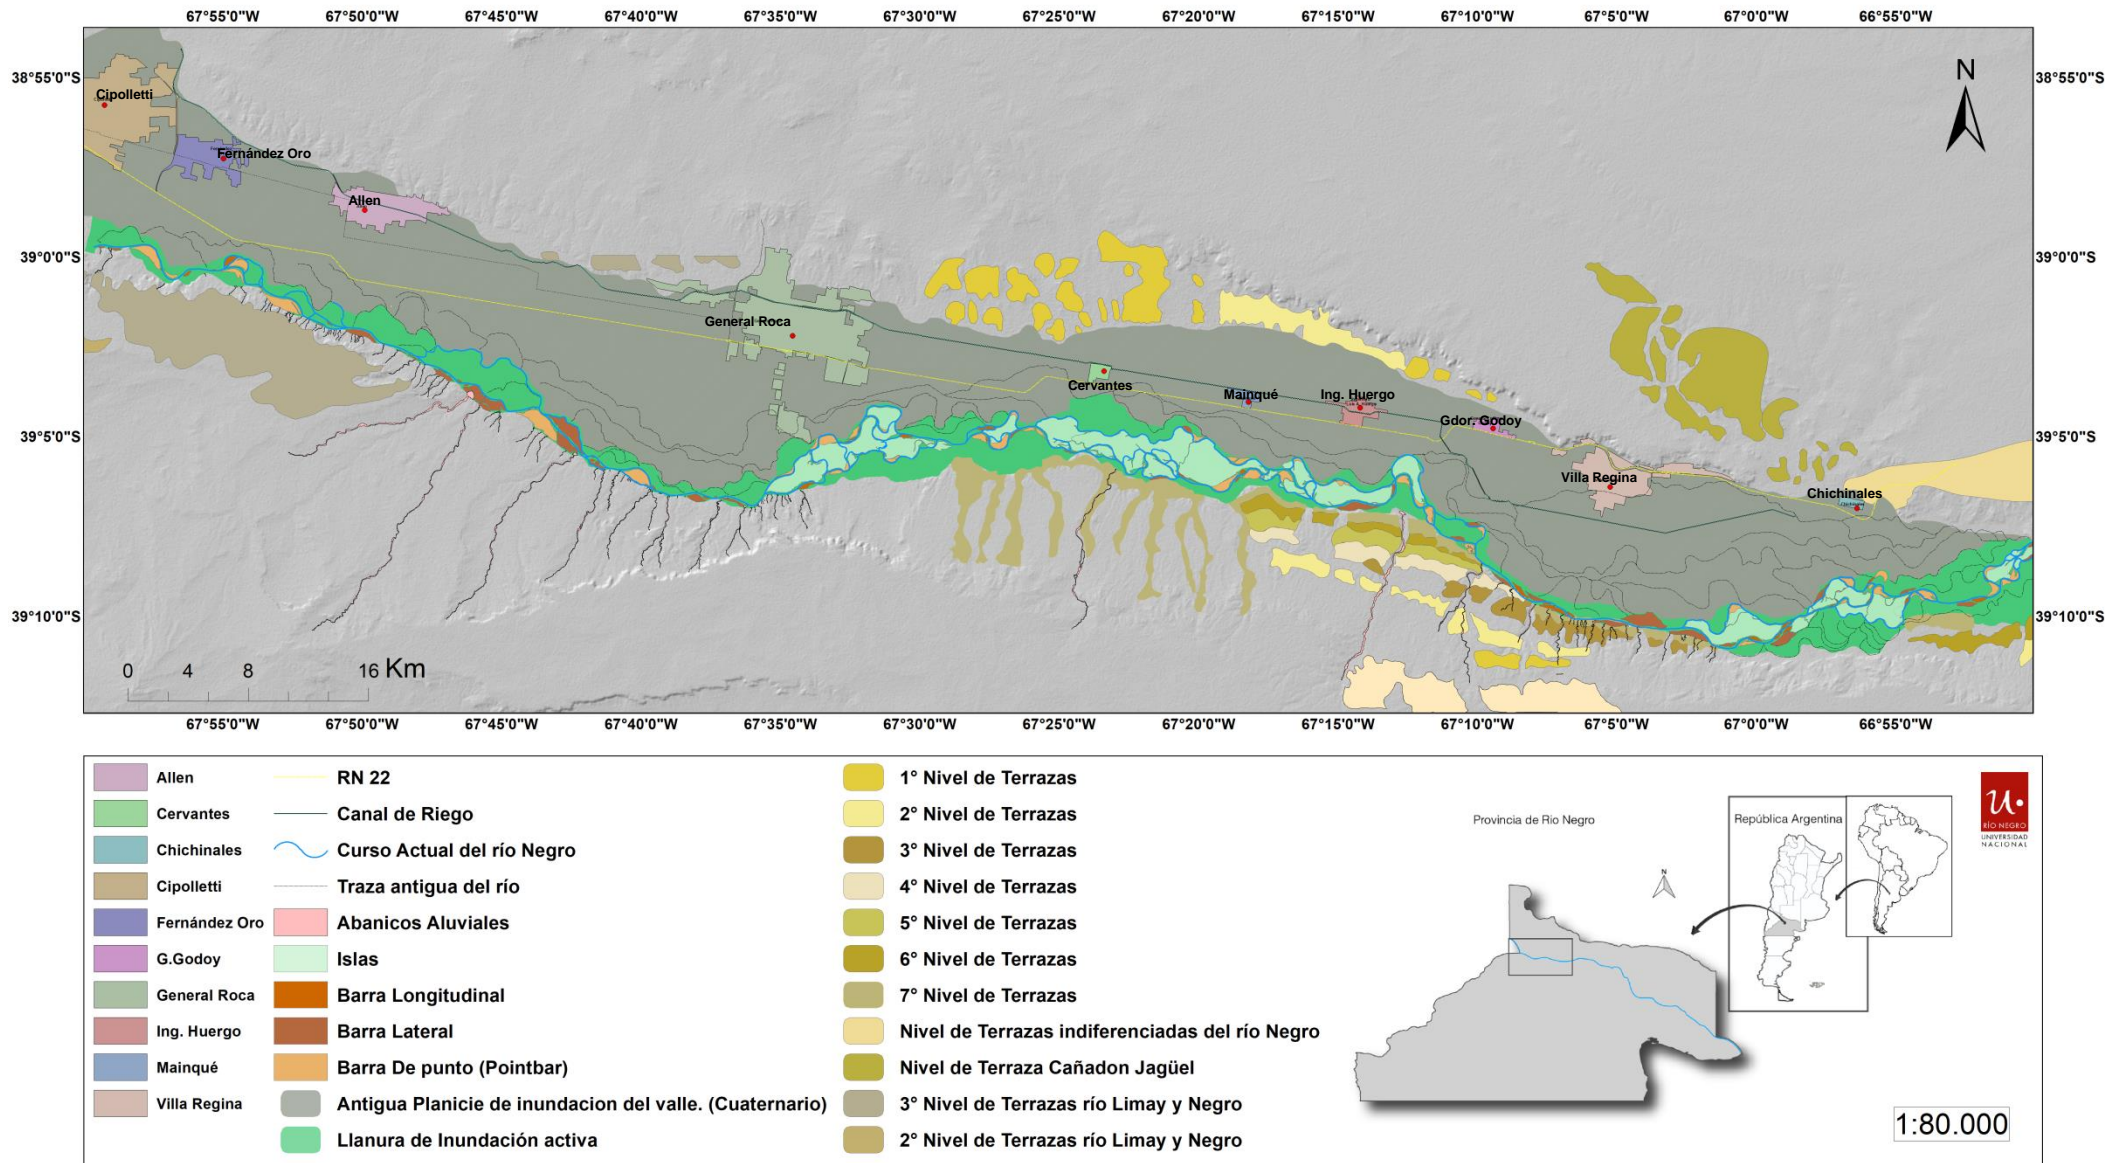 67°55'0"W 67°50'0"W 67°45'0"W 67°40'0"W 67°35'0"W 67°30'0"W 67°25'0"W 67°20'0"W 67°15'0"W 67°10'0"W 67°5'0"W 67°0'0"W 66°55'0"W
38°55'0"S 38°55'0"S
N
Cipolletti
Fernández Oro
Allen
39°0'0"S 39°0'0"S
General Roca
Cervantes
Mainqué
Ing. Huergo
Gdor. Godoy
39°5'0"S 39°5'0"S
Villa Regina
Chichinales
39°10'0"S 39°10'0"S
0 4 8 16 Km
67°55'0"W 67°50'0"W 67°45'0"W 67°40'0"W 67°35'0"W 67°30'0"W 67°25'0"W 67°20'0"W 67°15'0"W 67°10'0"W 67°5'0"W 67°0'0"W 66°55'0"W
Allen
Cervantes
Chichinales
Cipolletti
Fernández Oro
G.Godoy
General Roca
Ing. Huergo
Mainqué
Villa Regina
RN 22
Canal de Riego
Curso Actual del río Negro
Traza antigua del río
Abanicos Aluviales
Islas
Barra Longitudinal
Barra Lateral
Barra De punto (Pointbar)
Antigua Planicie de inundacion del valle. (Cuaternario)
Llanura de Inundación activa
1° Nivel de Terrazas
2° Nivel de Terrazas
3° Nivel de Terrazas
4° Nivel de Terrazas
5° Nivel de Terrazas
6° Nivel de Terrazas
7° Nivel de Terrazas
Nivel de Terrazas indiferenciadas del río Negro
Nivel de Terraza Cañadon Jagüel
3° Nivel de Terrazas río Limay y Negro
2° Nivel de Terrazas río Limay y Negro
Provincia de Rio Negro
N
República Argentina
u.
RÍO NEGRO
UNIVERSIDAD
NACIONAL
1:80.000